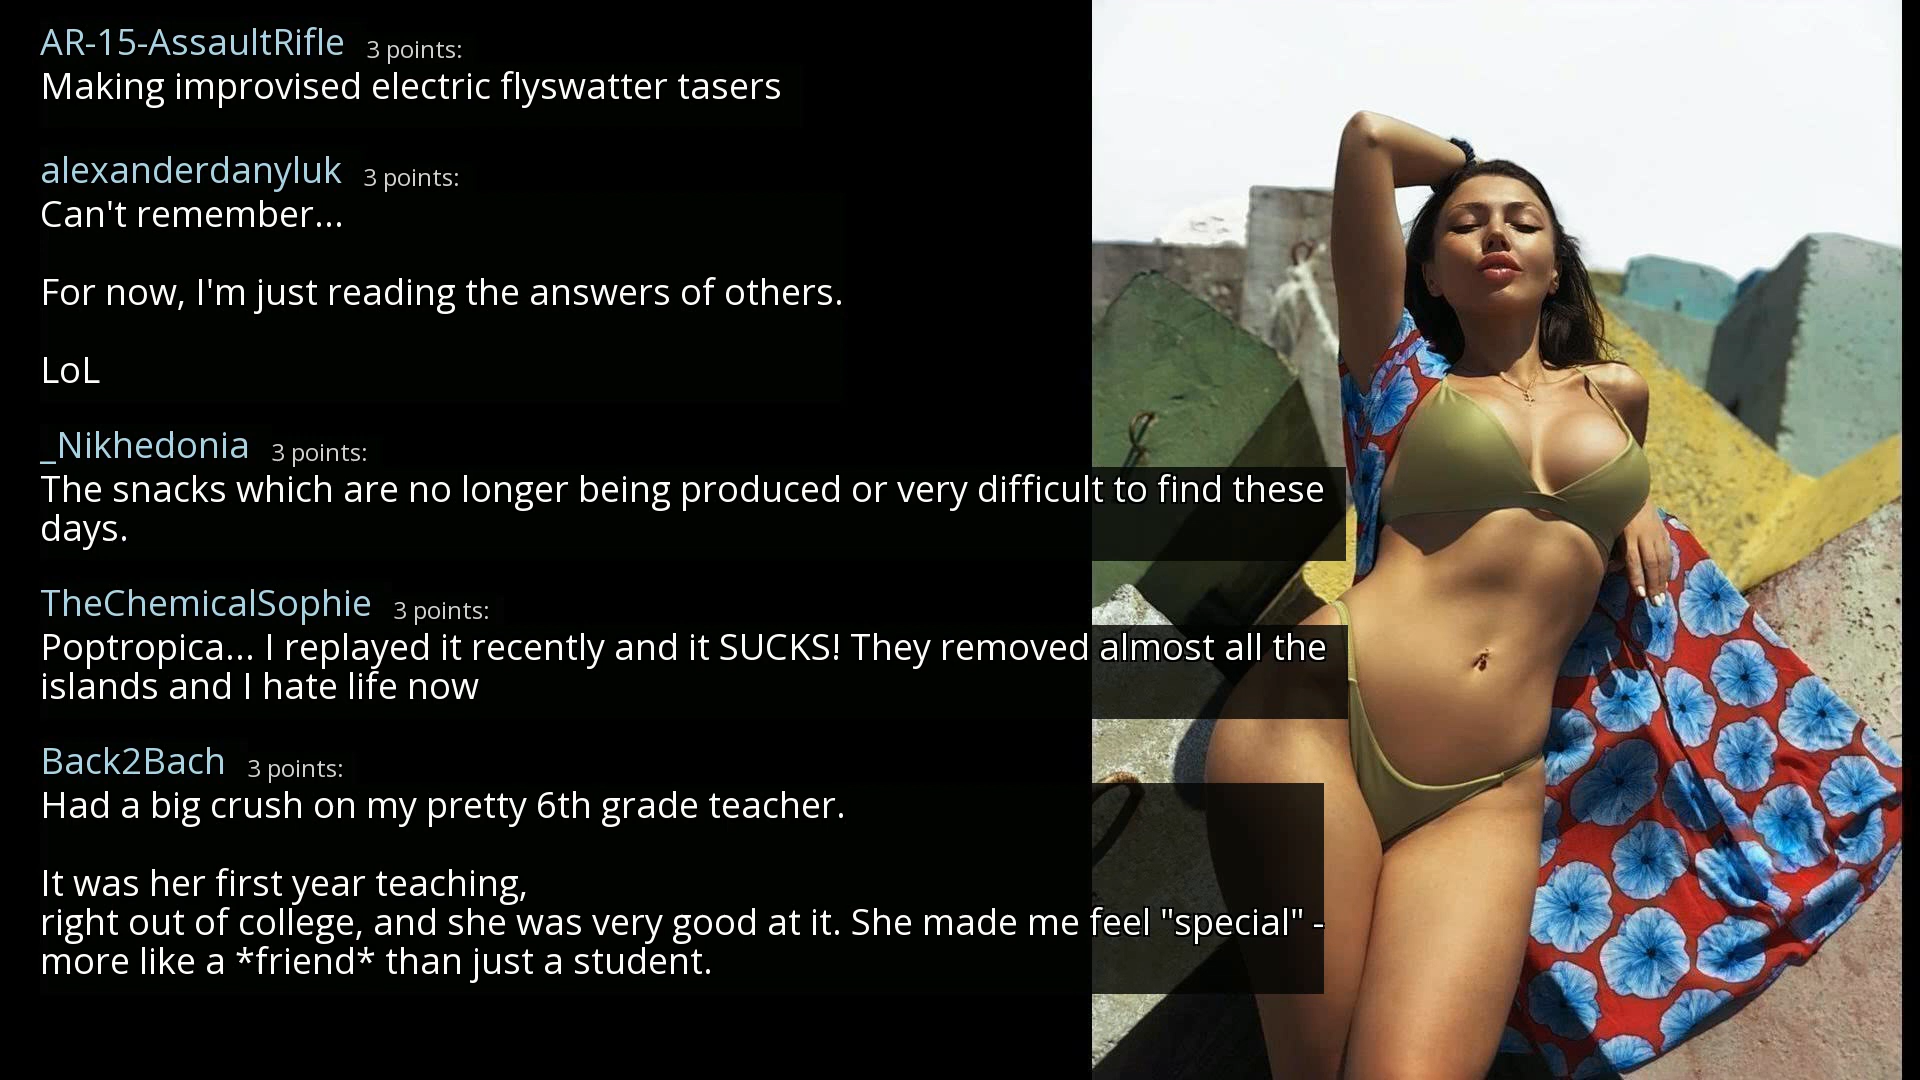 AR-15-AssaultRifle 3 points:
Making improvised electric flyswatter tasers
alexanderdanyluk 3 points:
Can't remember...
For now, I'm just reading the answers of others.
LoL
_Nikhedonia 3 points:
The snacks which are no longer being produced or very difficult to find these
days.
TheChemicalSophie 3 points:
Poptropica... I replayed it recently and it SUCKS! They removed almost all the
islands and I hate life now
Back2Bach 3 points:
Had a big crush on my pretty 6th grade teacher.
It was her first year teaching,
right out of college, and she was very good at it. She made me feel "special" -
more like a *friend* than just a student.